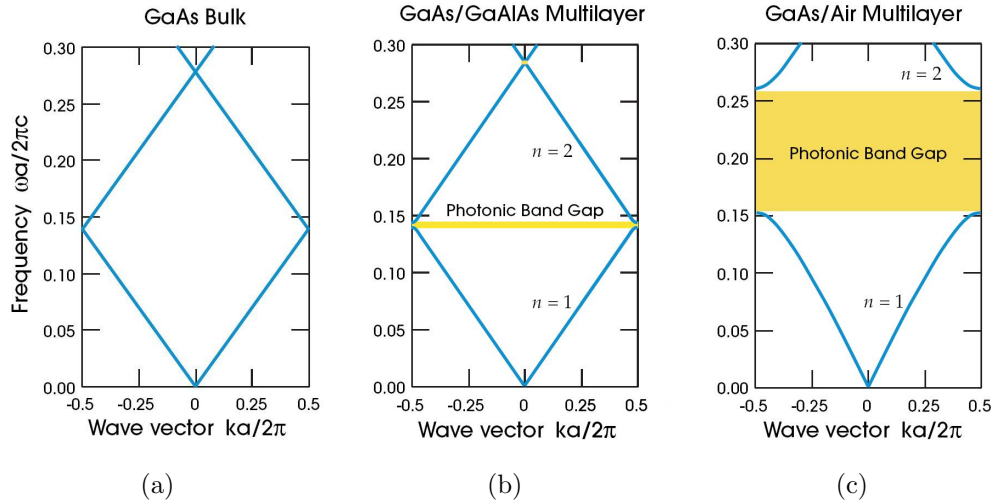 GaAs Bulk
GaAs/GaAlAs Multilayer
GaAs/Air Multilayer
Frequency ωa/2πc
0.30
0.25
0.20
0.15
0.10
0.05
0.00
-0.5
-0.25
0
0.25
0.5
Wave vector ka/2π
(a)
0.30
0.25
0.20
0.15
0.10
0.05
0.00
n = 2
Photonic Band Gap
n = 1
-0.5
-0.25
0
0.25
0.5
Wave vector ka/2π
(b)
0.30
0.25
0.20
0.15
0.10
0.05
0.00
n = 2
Photonic Band Gap
n = 1
-0.5
-0.25
0
0.25
0.5
Wave vector ka/2π
(c)